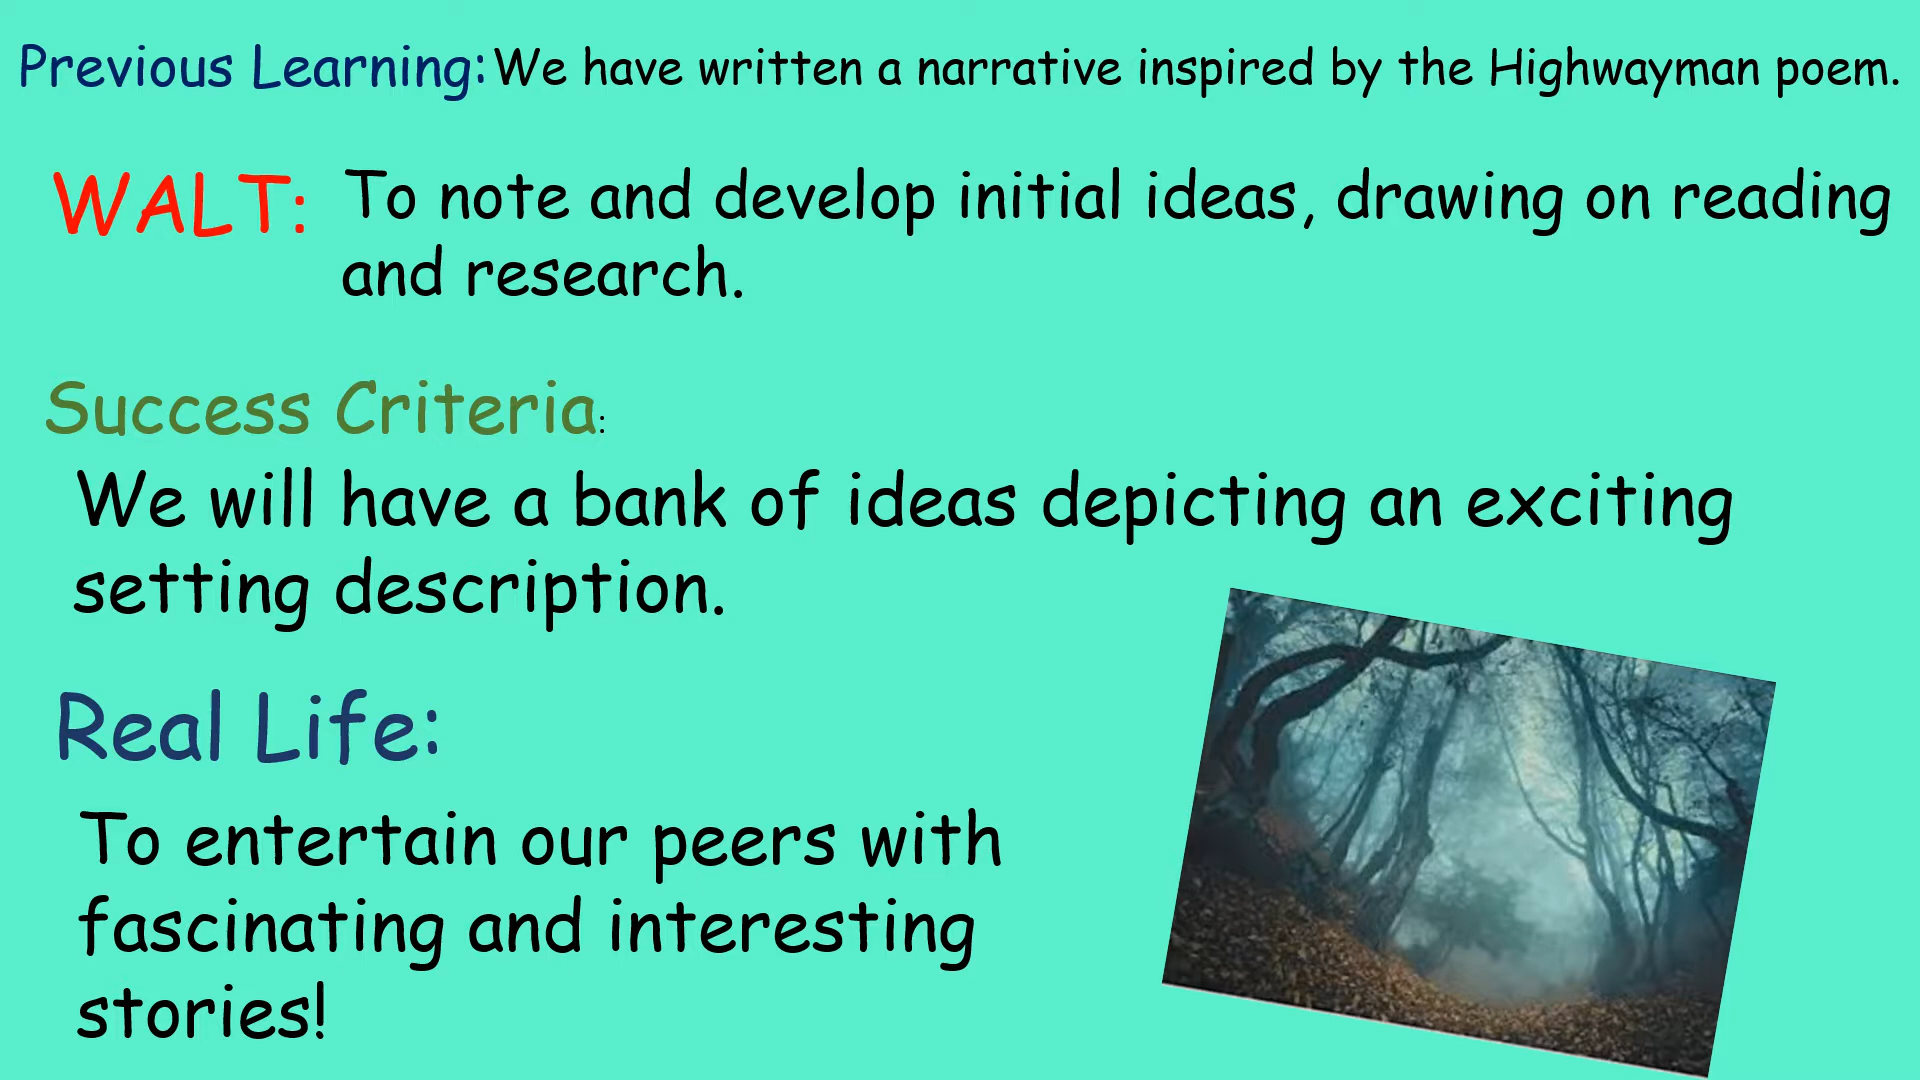 Previous Learning: We have written a narrative inspired by the Highwayman poem.
WALT: To note and develop initial ideas, drawing on reading
and research.
Success Criteria:
We will have a bank of ideas depicting an exciting
setting description.
Real Life:
To entertain our peers with
fascinating and interesting
stories!